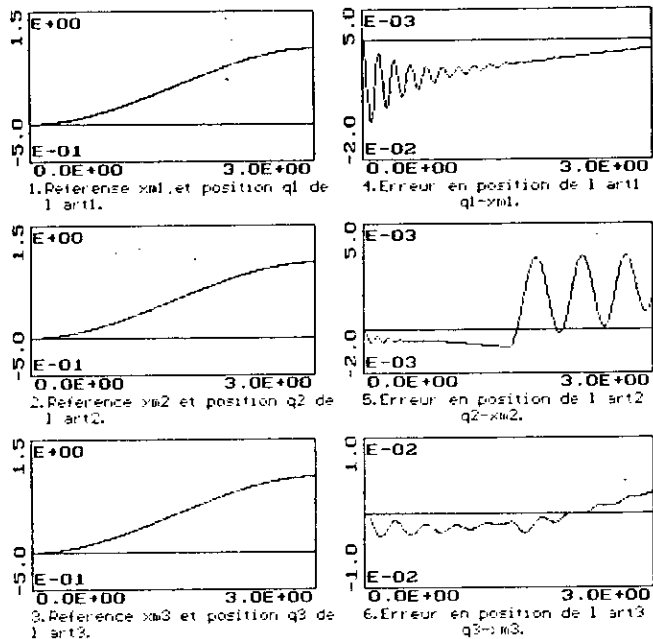 1.5
E+00
-5.0
E-01
0.0E+00 3.0E+00
1.Referense xm1.et position q1 de
l art1.
5.0
E-03
-2.0
E-02
0.0E+00 3.0E+00
4.Erreur en position de l art1
q1-xm1.
1.5
E+00
-5.0
E-01
0.0E+00 3.0E+00
2.Reference xm2 et position q2 de
l art2.
5.0
E-03
-2.0
E-03
0.0E+00 3.0E+00
5.Erreur en position de l art2
q2-xm2.
1.5
E+00
-5.0
E-01
0.0E+00 3.0E+00
3.Reference xm3 et position q3 de
l art3.
1.0
E-02
-1.0
E-02
0.0E+00 3.0E+00
6.Erreur en position de l art3
q3-xm3.